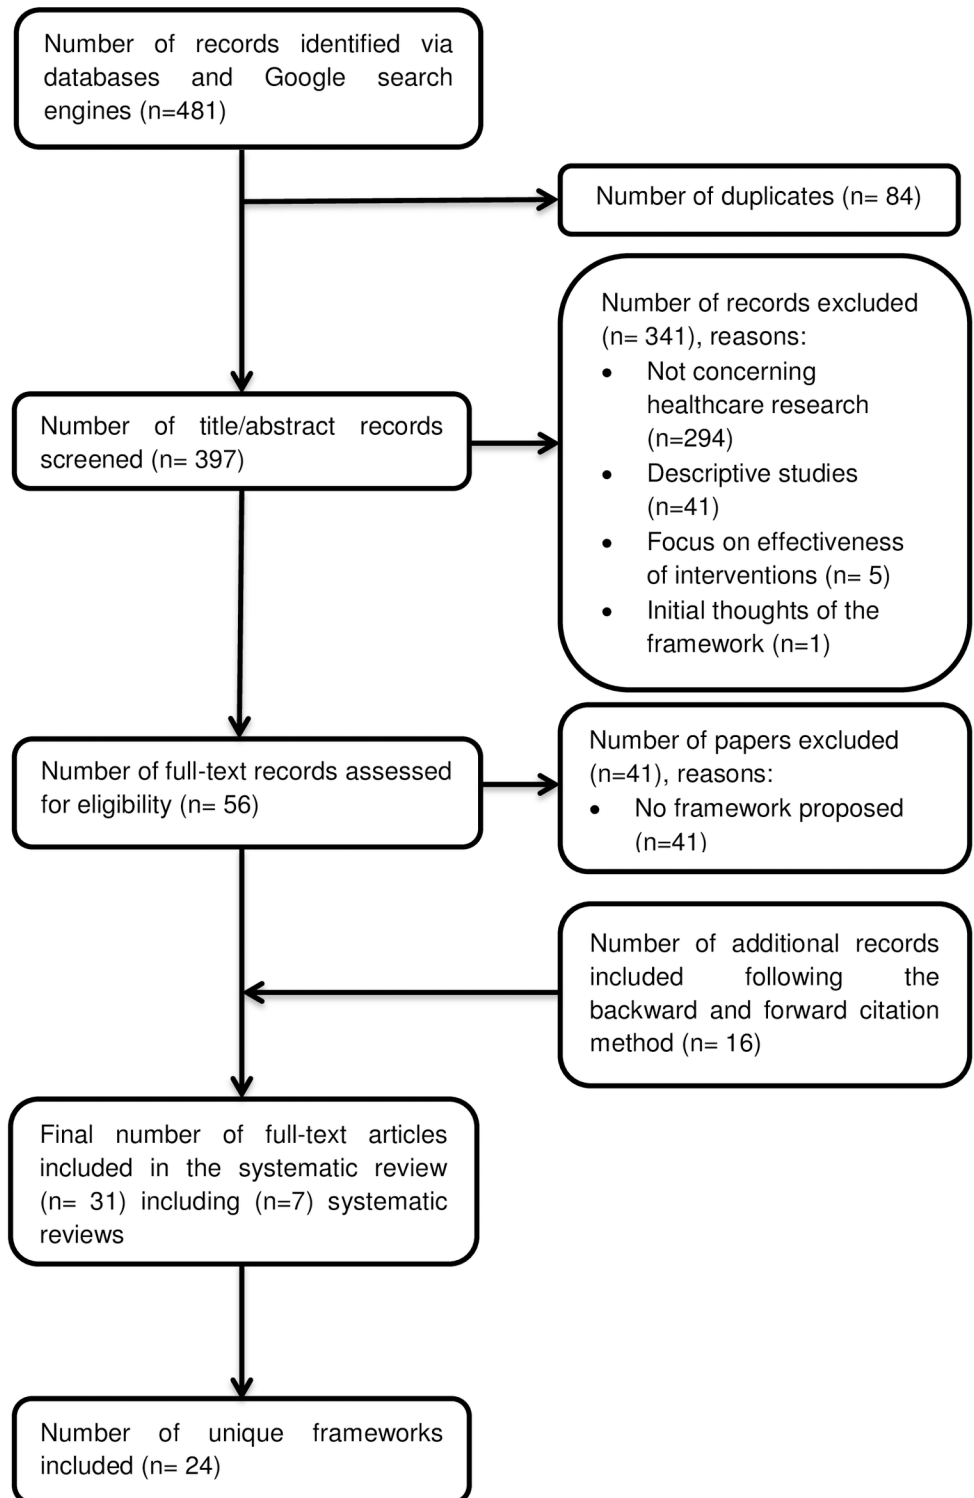 Number of records identified via
databases and Google search
engines (n=481)
Number of duplicates (n= 84)
Number of records excluded
(n= 341), reasons:
• Not concerning
healthcare research
(n=294)
• Descriptive studies
(n=41)
• Focus on effectiveness
of interventions (n= 5)
• Initial thoughts of the
framework (n=1)
Number of title/abstract records
screened (n= 397)
Number of full-text records assessed
for eligibility (n= 56)
Number of papers excluded
(n=41), reasons:
• No framework proposed
(n=41)
Number of additional records
included following the
backward and forward citation
method (n= 16)
Final number of full-text articles
included in the systematic review
(n= 31) including (n=7) systematic
reviews
Number of unique frameworks
included (n= 24)